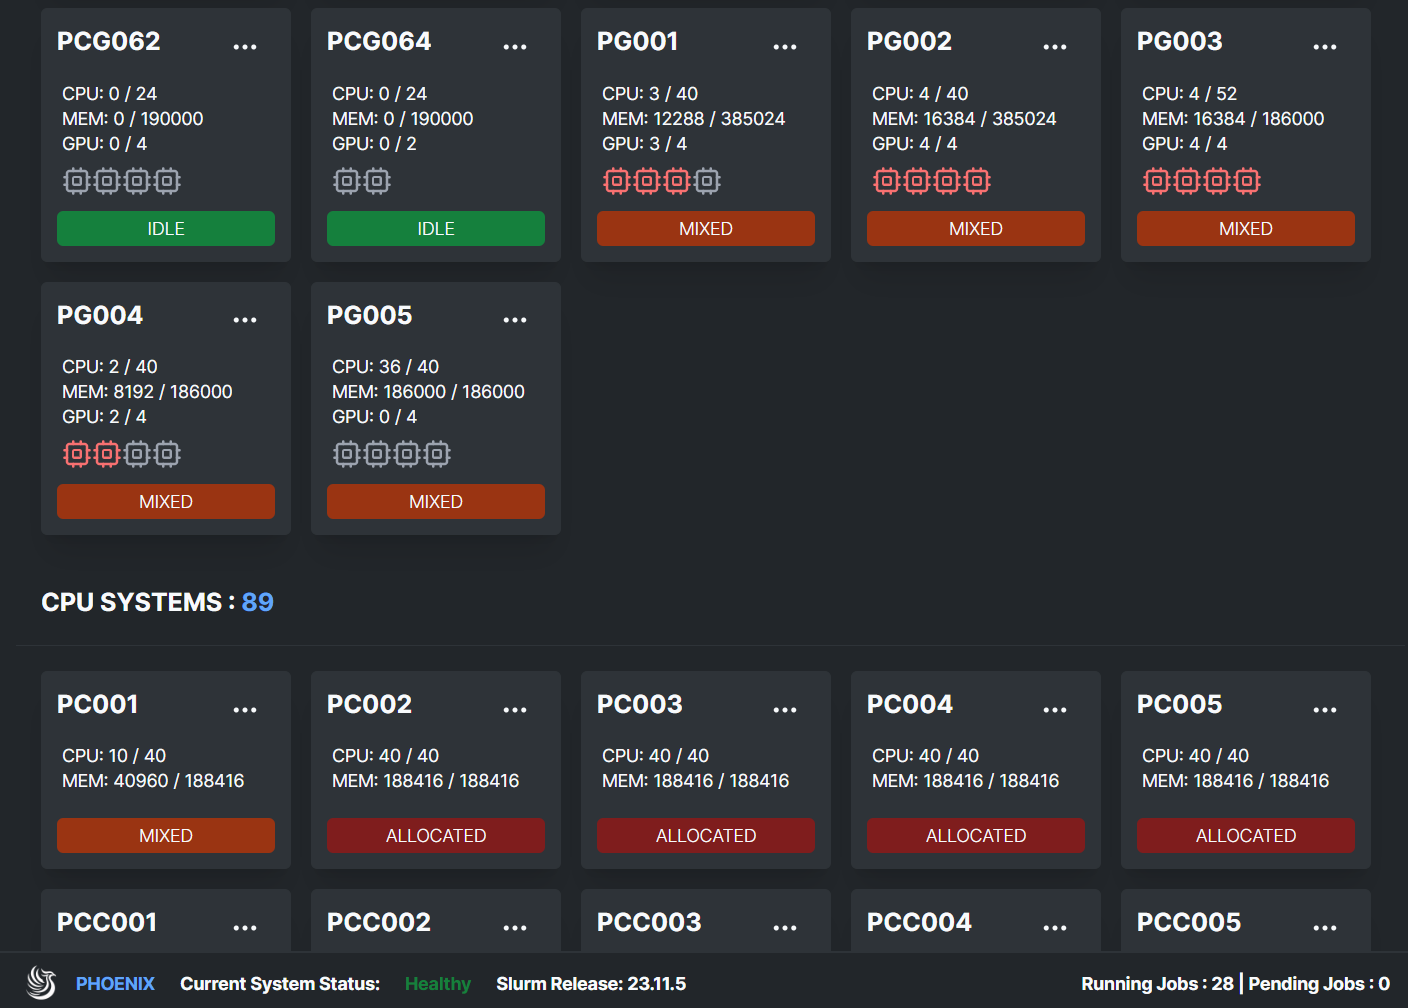 PCG062 ...
CPU: 0 / 24
MEM: 0 / 190000
GPU: 0 / 4
IDLE
PCG064 ...
CPU: 0 / 24
MEM: 0 / 190000
GPU: 0 / 2
IDLE
PG001 ...
CPU: 3 / 40
MEM: 12288 / 385024
GPU: 3 / 4
MIXED
PG002 ...
CPU: 4 / 40
MEM: 16384 / 385024
GPU: 4 / 4
MIXED
PG003 ...
CPU: 4 / 52
MEM: 16384 / 186000
GPU: 4 / 4
MIXED
PG004 ...
CPU: 2 / 40
MEM: 8192 / 186000
GPU: 2 / 4
MIXED
PG005 ...
CPU: 36 / 40
MEM: 186000 / 186000
GPU: 0 / 4
MIXED
CPU SYSTEMS : 89
PC001 ...
CPU: 10 / 40
MEM: 40960 / 188416
MIXED
PC002 ...
CPU: 40 / 40
MEM: 188416 / 188416
ALLOCATED
PC003 ...
CPU: 40 / 40
MEM: 188416 / 188416
ALLOCATED
PC004 ...
CPU: 40 / 40
MEM: 188416 / 188416
ALLOCATED
PC005 ...
CPU: 40 / 40
MEM: 188416 / 188416
ALLOCATED
PCC001 ...
PCC002 ...
PCC003 ...
PCC004 ...
PCC005 ...
PHOENIX Current System Status: Healthy Slurm Release: 23.11.5 Running Jobs : 28 | Pending Jobs : 0